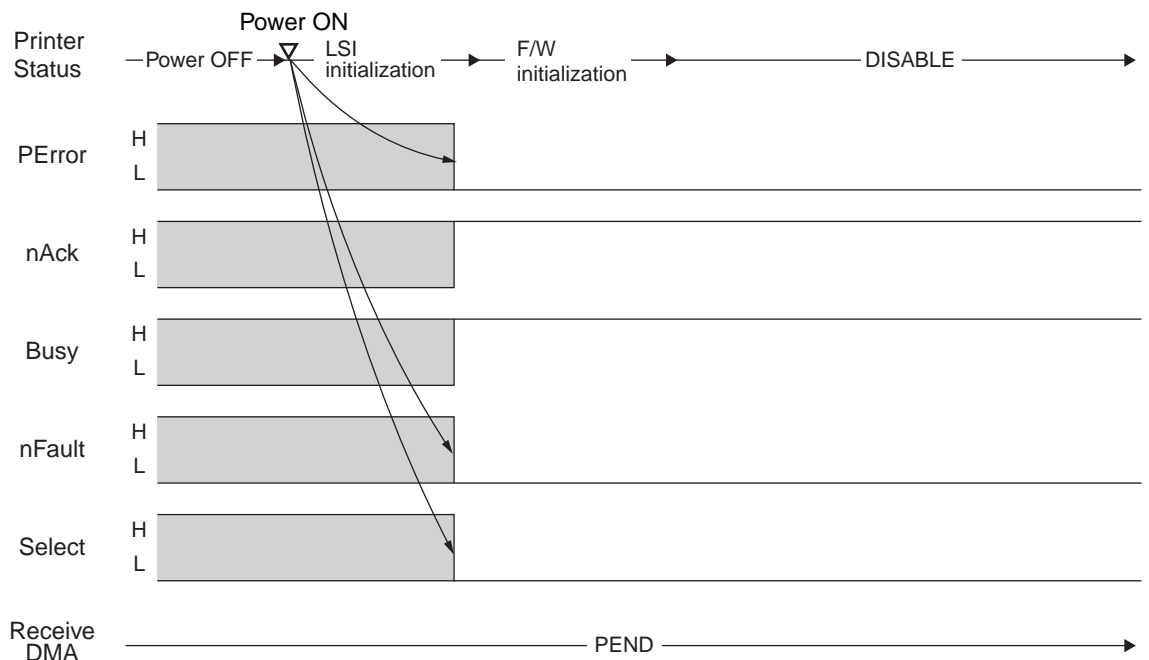 Power ON
Printer
Status
Power OFF
LSI
initialization
F/W
initialization
DISABLE
PError
H
L
nAck
H
L
Busy
H
L
nFault
H
L
Select
H
L
Receive
DMA
PEND